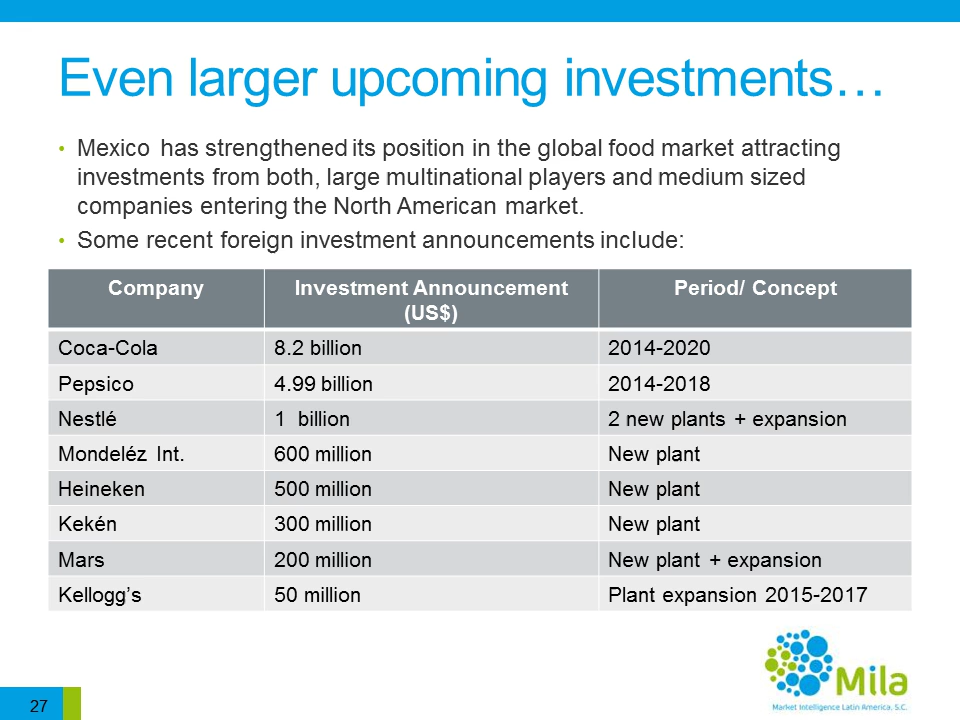 Even larger upcoming investments…
• Mexico has strengthened its position in the global food market attracting
investments from both, large multinational players and medium sized
companies entering the North American market.
• Some recent foreign investment announcements include:
Company Investment Announcement (US$) Period/ Concept
Coca-Cola 8.2 billion 2014-2020
Pepsico 4.99 billion 2014-2018
Nestlé 1 billion 2 new plants + expansion
Mondeléz Int. 600 million New plant
Heineken 500 million New plant
Kekén 300 million New plant
Mars 200 million New plant + expansion
Kellogg’s 50 million Plant expansion 2015-2017
Mila
Market Intelligence Latin America, S.C.
27